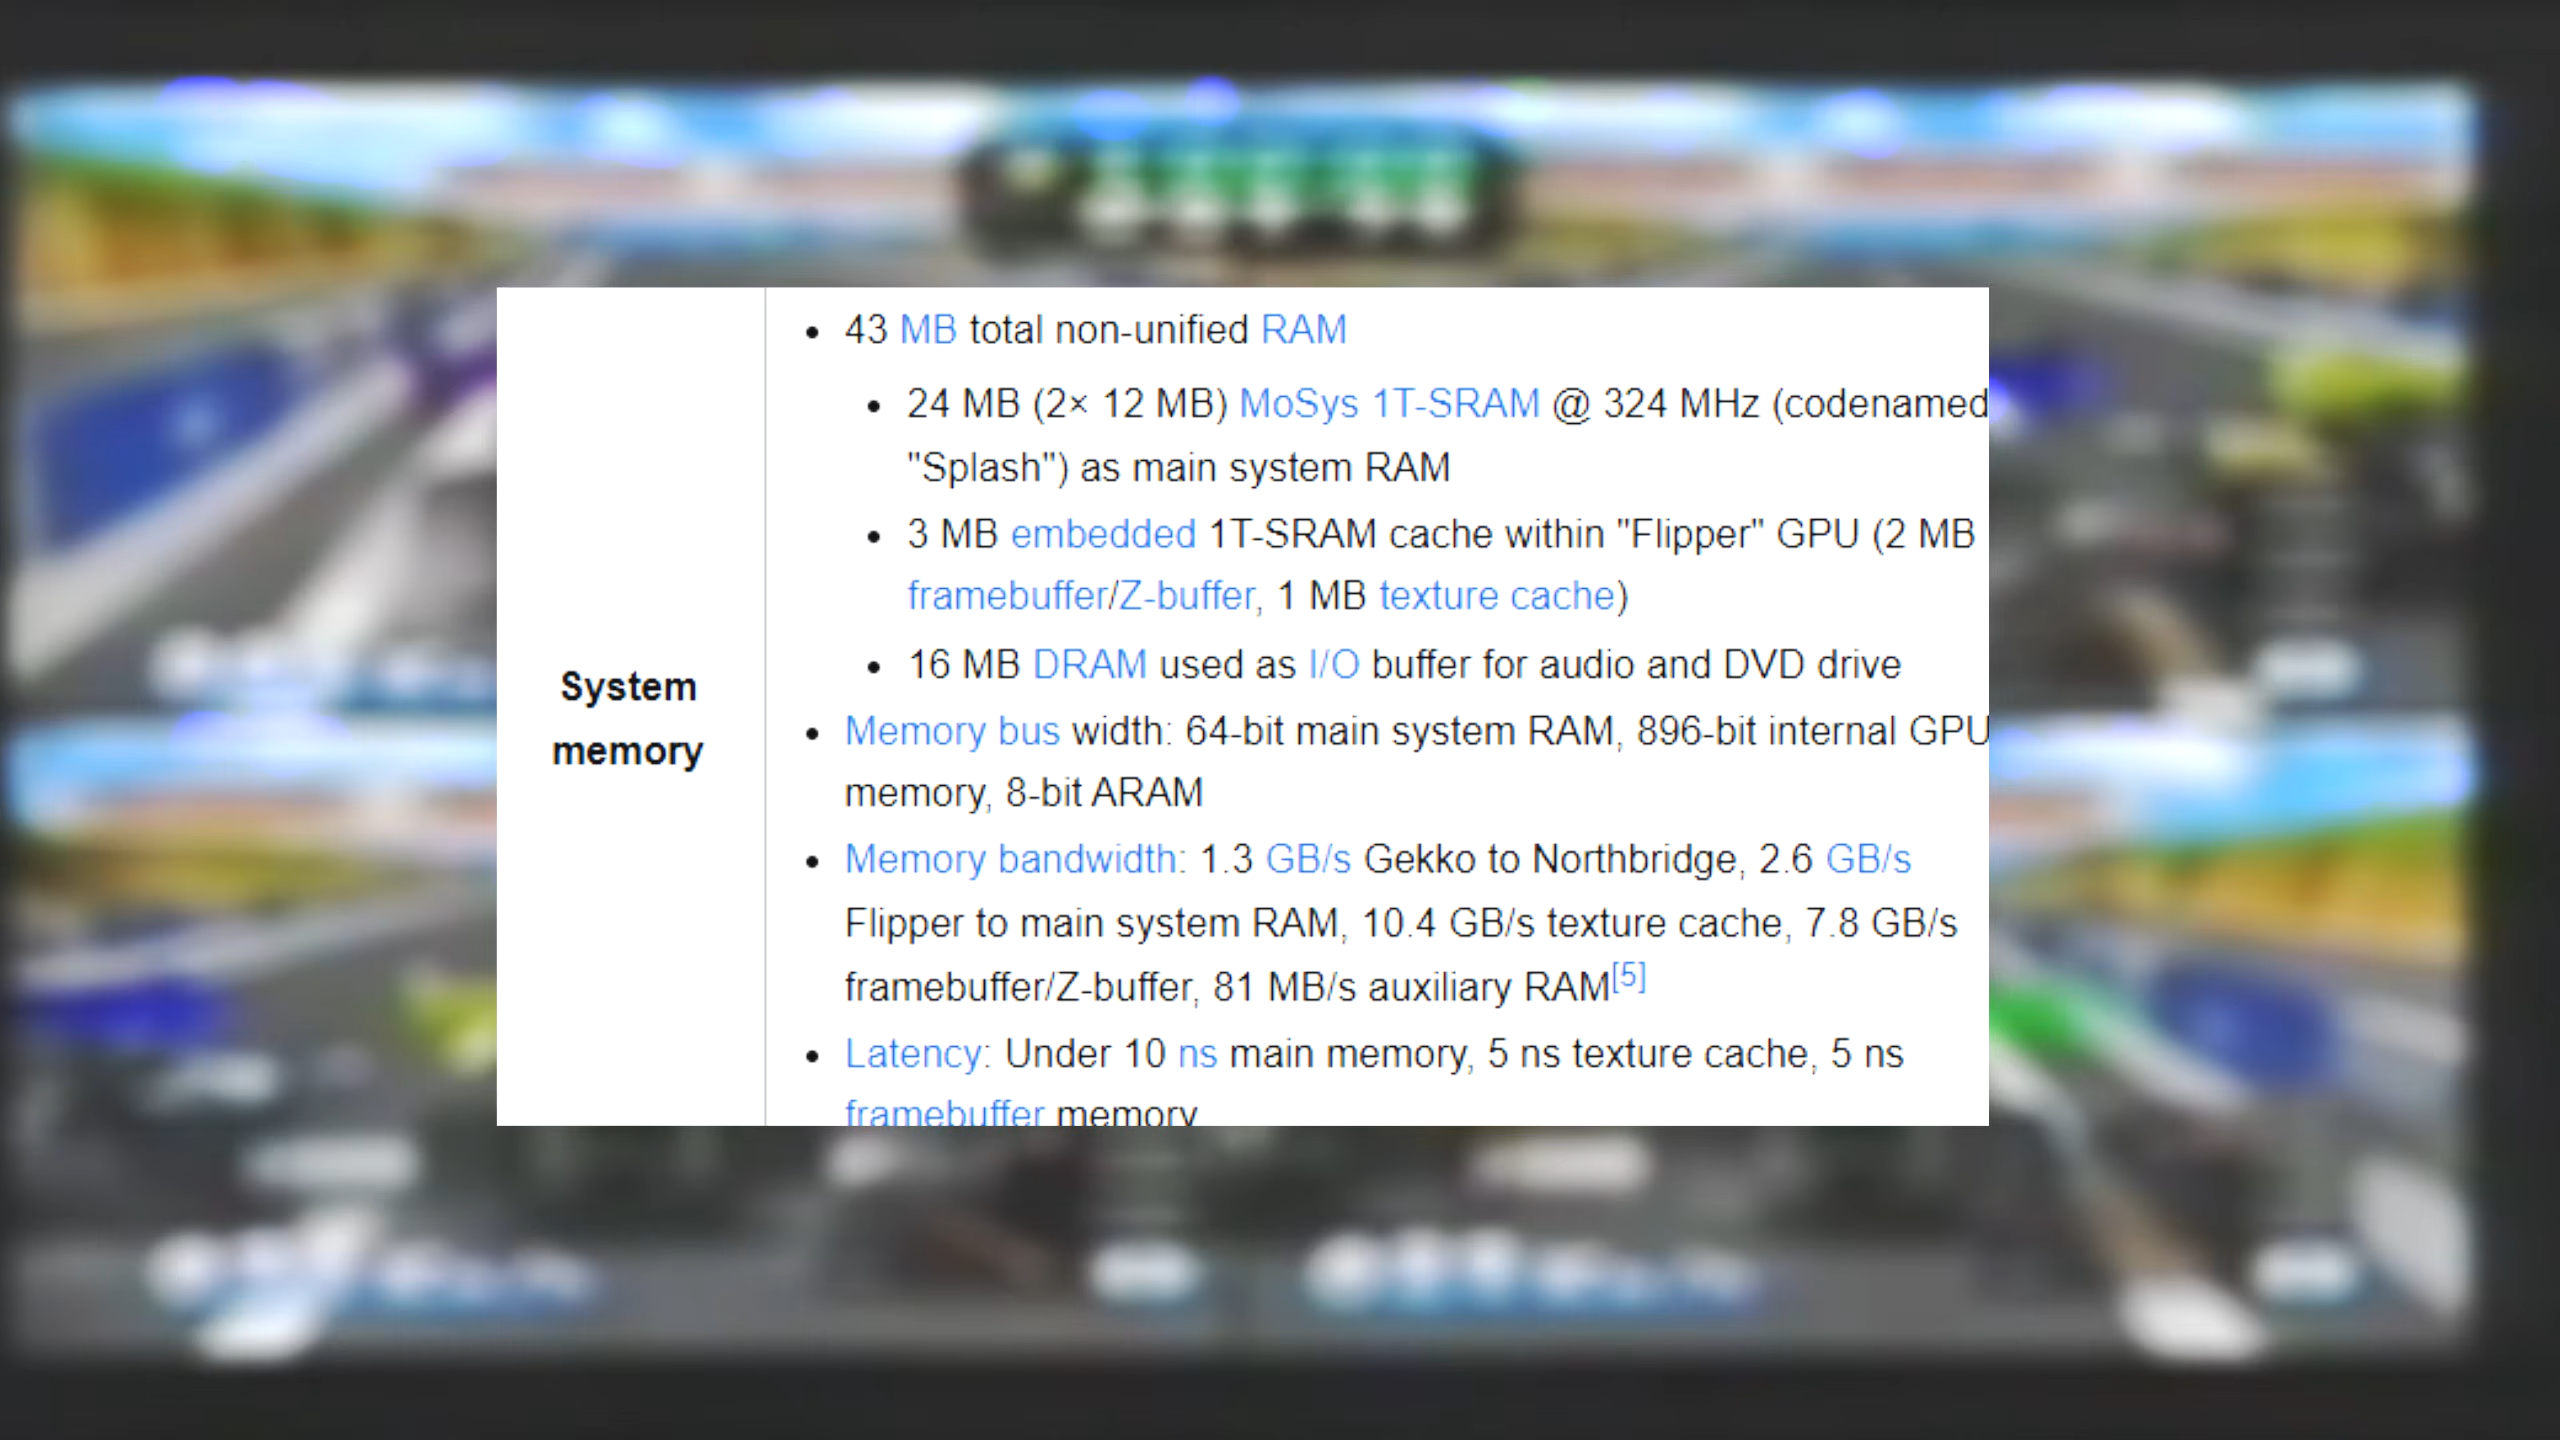 43 MB total non-unified RAM
24 MB (2× 12 MB) MoSys 1T-SRAM @ 324 MHz (codenamed
"Splash") as main system RAM
3 MB embedded 1T-SRAM cache within "Flipper" GPU (2 MB
framebuffer/Z-buffer, 1 MB texture cache)
16 MB DRAM used as I/O buffer for audio and DVD drive
System
memory
Memory bus width: 64-bit main system RAM, 896-bit internal GPU
memory, 8-bit ARAM
Memory bandwidth: 1.3 GB/s Gekko to Northbridge, 2.6 GB/s
Flipper to main system RAM, 10.4 GB/s texture cache, 7.8 GB/s
framebuffer/Z-buffer, 81 MB/s auxiliary RAM[5]
Latency: Under 10 ns main memory, 5 ns texture cache, 5 ns
framebuffer memory